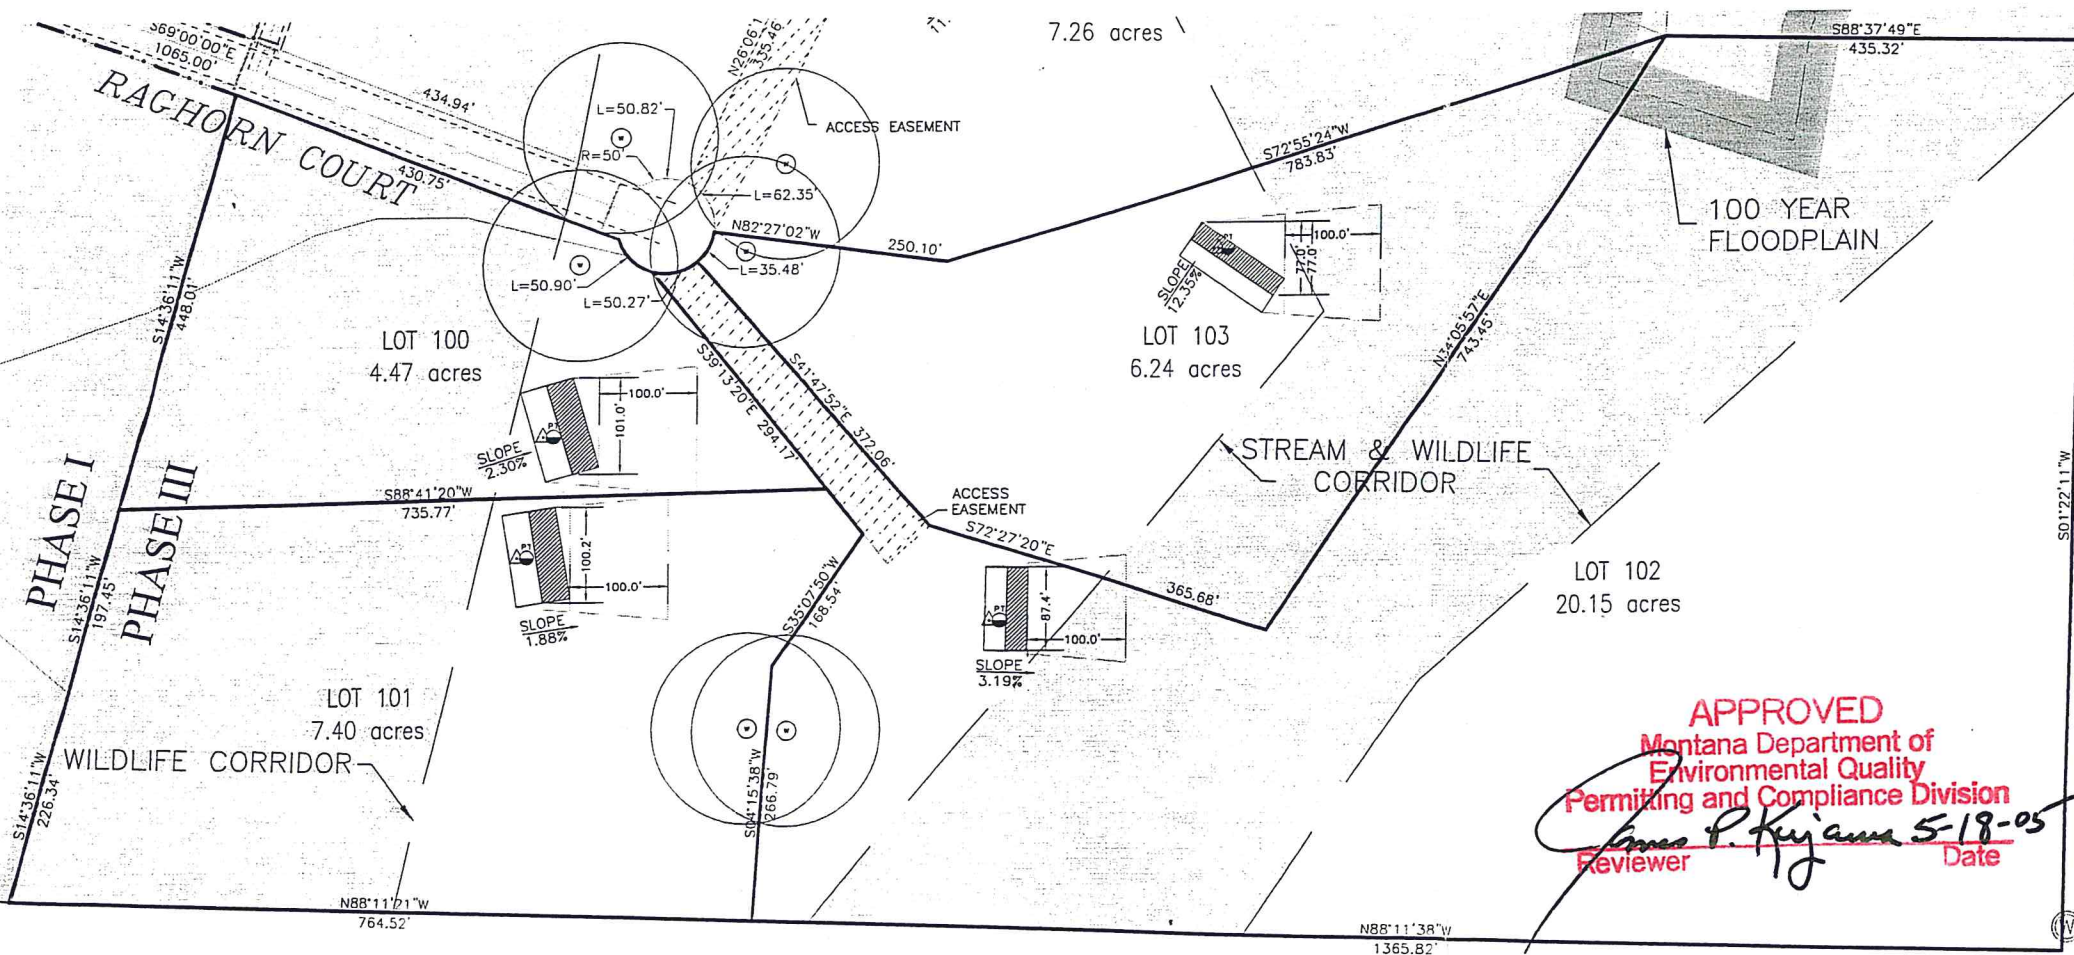 S69°00'00"E
1065.00'
RAGHORN COURT
434.94'
430.75'
L=50.82'
R=50'
L=62.35'
L=50.90'
L=50.27'
L=35.48'
335.46'
ACCESS EASEMENT
7.26 acres
N82°27'02"W
250.10'
S72°55'24"W
783.83'
S88°37'49"E
435.32'
100 YEAR
FLOODPLAIN
S14°36'11"W
448.01'
LOT 100
4.47 acres
SLOPE
2.30%
PT
101.0'
100.0'
S39°13'20"E
294.17'
S41°47'52"E
372.06'
LOT 103
6.24 acres
SLOPE
12.35%
PT
77.0'
77.0'
100.0'
N34°05'57"E
743.45'
STREAM & WILDLIFE
CORRIDOR
PHASE I
PHASE III
S88°41'20"W
735.77'
ACCESS
EASEMENT
S72°27'20"E
365.68'
S01°22'11"W
LOT 102
20.15 acres
S14°36'11"W
197.45'
PT
100.2'
100.0'
SLOPE
1.88%
S35°07'50"W
168.54'
PT
87.4'
100.0'
SLOPE
3.19%
LOT 101
7.40 acres
WILDLIFE CORRIDOR
S14°36'11"W
226.34'
S04°15'38"W
266.79'
N88°11'21"W
764.52'
N88°11'38"W
1365.82'
APPROVED
Montana Department of
Environmental Quality
Permitting and Compliance Division
James P. Kujawa 5-18-05
Reviewer Date
W